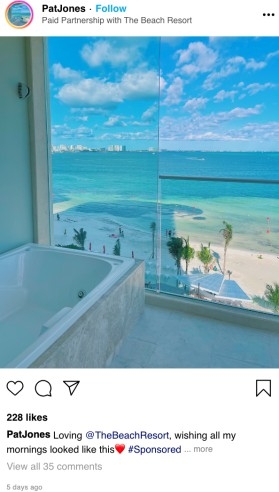 PatJones · Follow
Paid Partnership with The Beach Resort
228 likes
PatJones Loving @TheBeachResort, wishing all my
mornings looked like this❤️ #Sponsored ... more
View all 35 comments
5 days ago